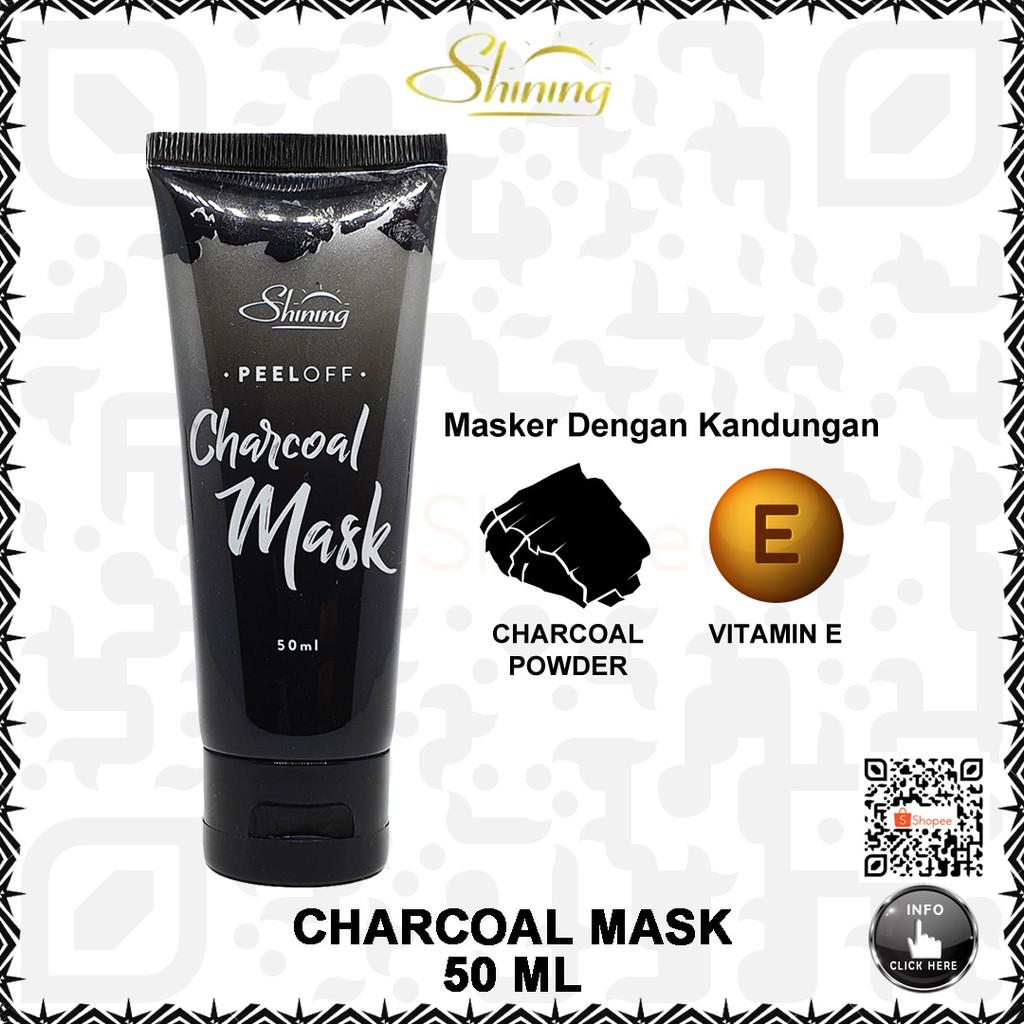 Shining
Shining
• PEELOFF •
Charcoal
Mask
50ml
Masker Dengan Kandungan
E
CHARCOAL
POWDER
VITAMIN E
Shopee
S Shopee
INFO
CLICK HERE
CHARCOAL MASK
50 ML